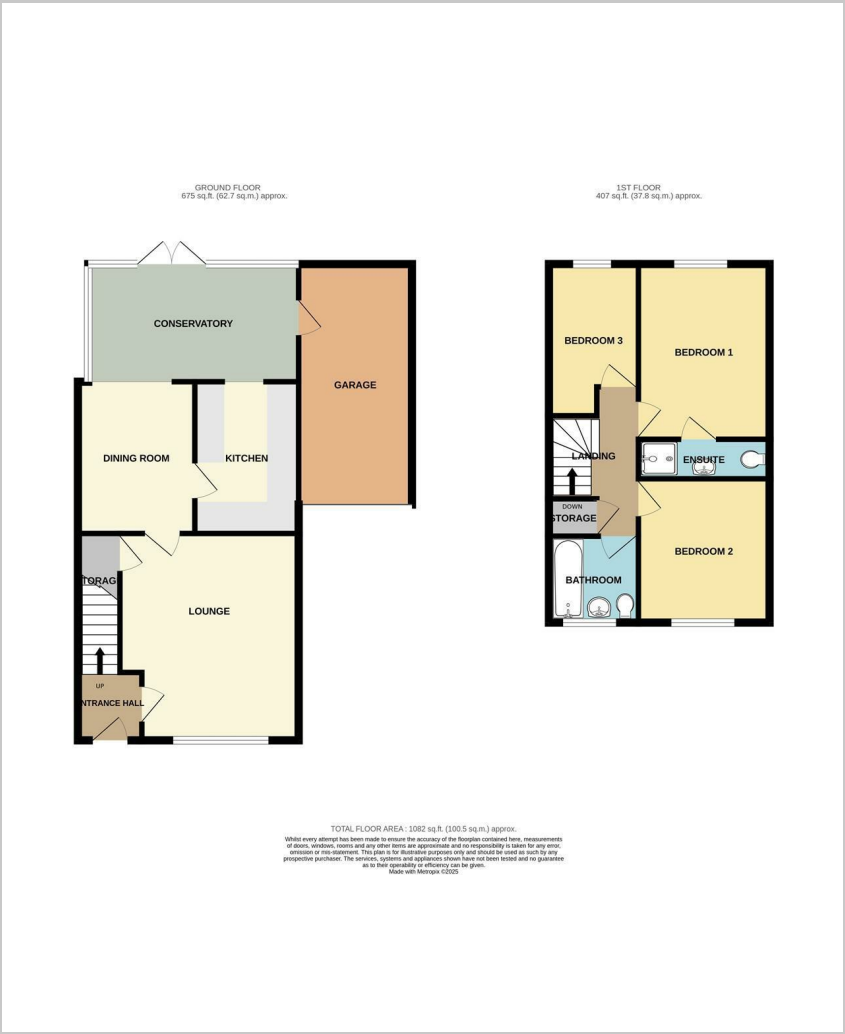 GROUND FLOOR
675 sq.ft. (62.7 sq.m.) approx.
1ST FLOOR
407 sq.ft. (37.8 sq.m.) approx.
CONSERVATORY
GARAGE
DINING ROOM
KITCHEN
TORAG
LOUNGE
UP
NTRANCE HALL
BEDROOM 3
BEDROOM 1
LANDING
ENSUITE
DOWN
STORAGE
BEDROOM 2
BATHROOM
TOTAL FLOOR AREA : 1082 sq.ft. (100.5 sq.m.) approx.
Whilst every attempt has been made to ensure the accuracy of the floorplan contained here, measurements
of doors, windows, rooms and any other items are approximate and no responsibility is taken for any error,
omission or mis-statement. This plan is for illustrative purposes only and should be used as such by any
prospective purchaser. The services, systems and appliances shown have not been tested and no guarantee
as to their operability or efficiency can be given.
Made with Metropix ©2025